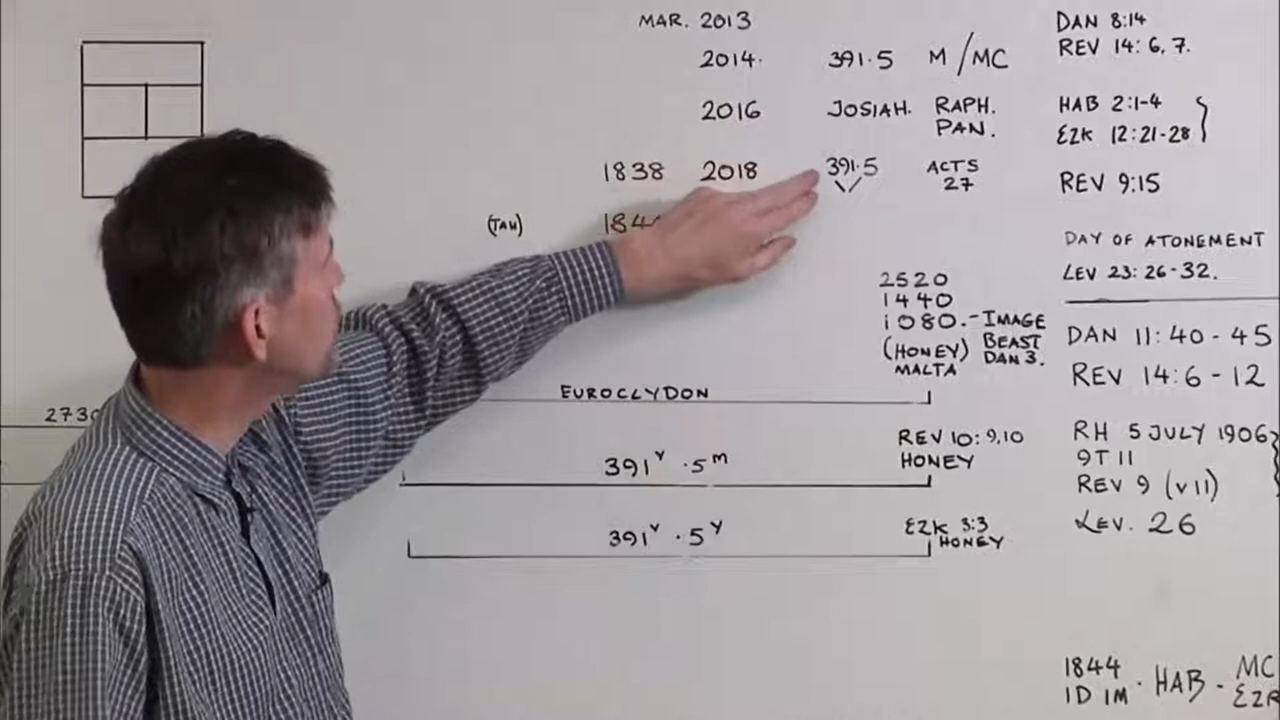 MAR. 2013
2014. 391.5 M/MC
2016 JOSIAH. RAPH. PAN.
1838 2018 391.5 ACTS 27
(TAH)
2520
1440
1080.-IMAGE BEAST DAN 3.
(HONEY)
MALTA
2730
EUROCLYDON
REV 10:9,10
HONEY
391Y .5M
EZK 3:3
HONEY
391Y .5Y
DAN 8:14
REV 14:6,7.
HAB 2:1-4
EZK 12:21-28
REV 9:15
DAY OF ATONEMENT
LEV 23:26-32.
DAN 11:40-45
REV 14:6-12
RH 5 JULY 1906
9T 11
REV 9 (v11)
LEV. 26
1844
1D 1M · HAB - MC
EZR